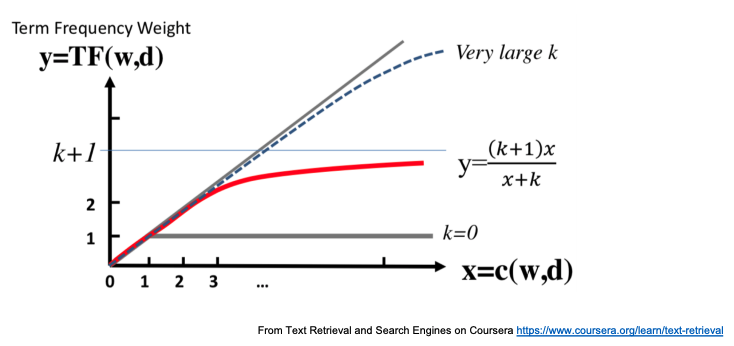 Term Frequency Weight
y=TF(w,d)
Very large k
k+1
y=(k+1)x/x+k
2
1
k=0
x=c(w,d)
0 1 2 3 ...
From Text Retrieval and Search Engines on Coursera https://www.coursera.org/learn/text-retrieval